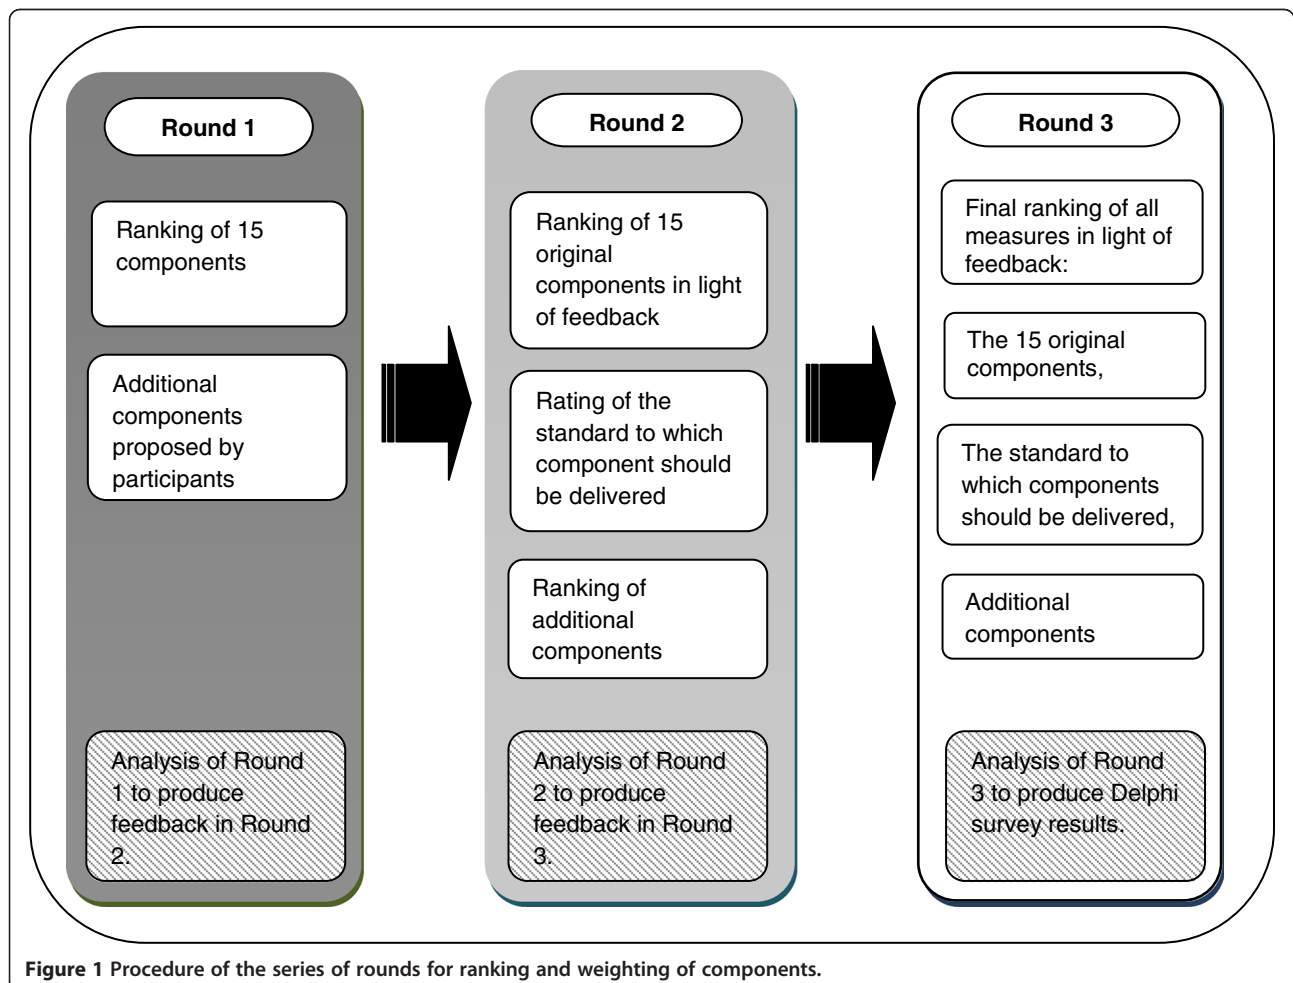 Round 1
Ranking of 15
components
Additional
components
proposed by
participants
Analysis of Round
1 to produce
feedback in Round
2.
Round 2
Ranking of 15
original
components in light
of feedback
Rating of the
standard to which
component should
be delivered
Ranking of
additional
components
Analysis of Round
2 to produce
feedback in Round
3.
Round 3
Final ranking of all
measures in light of
feedback:
The 15 original
components,
The standard to
which components
should be delivered,
Additional
components
Analysis of Round
3 to produce Delphi
survey results.
Figure 1 Procedure of the series of rounds for ranking and weighting of components.